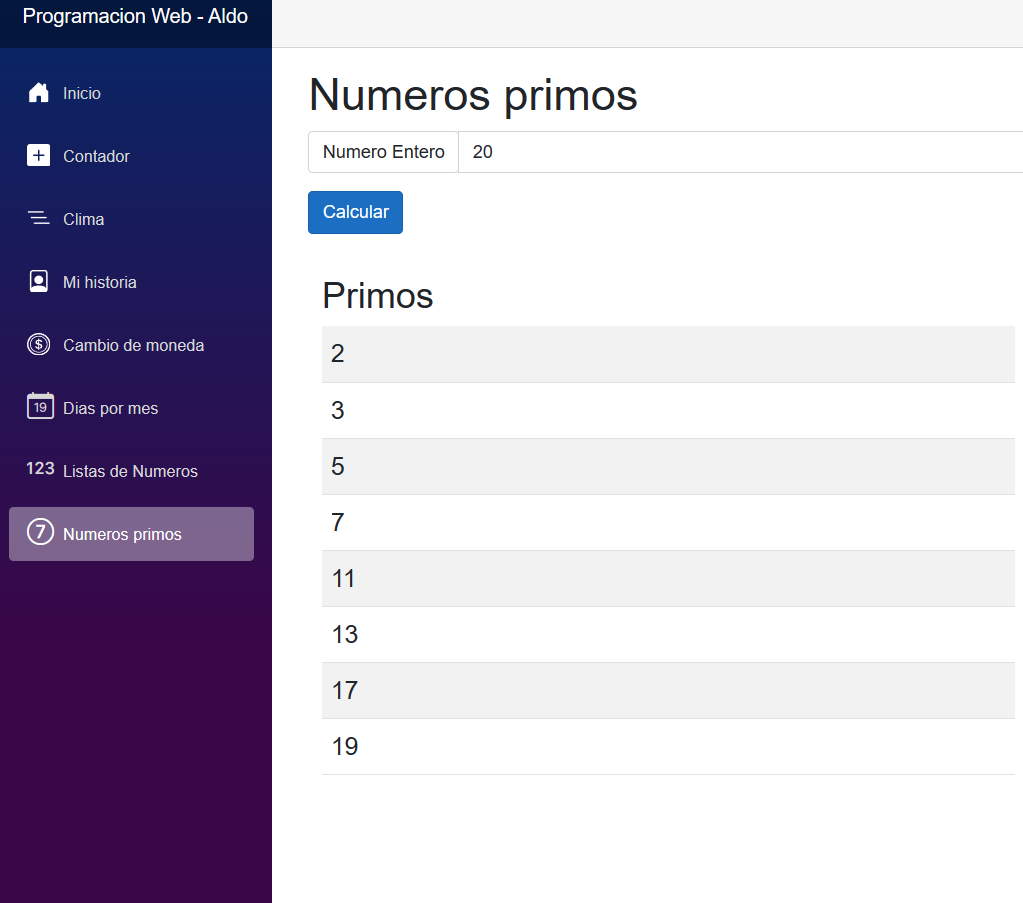 Programacion Web - Aldo
Inicio
Contador
Clima
Mi historia
$
Cambio de moneda
19
Dias por mes
123 Listas de Numeros
7 Numeros primos
Numeros primos
Numero Entero 20
Calcular
Primos
2
3
5
7
11
13
17
19